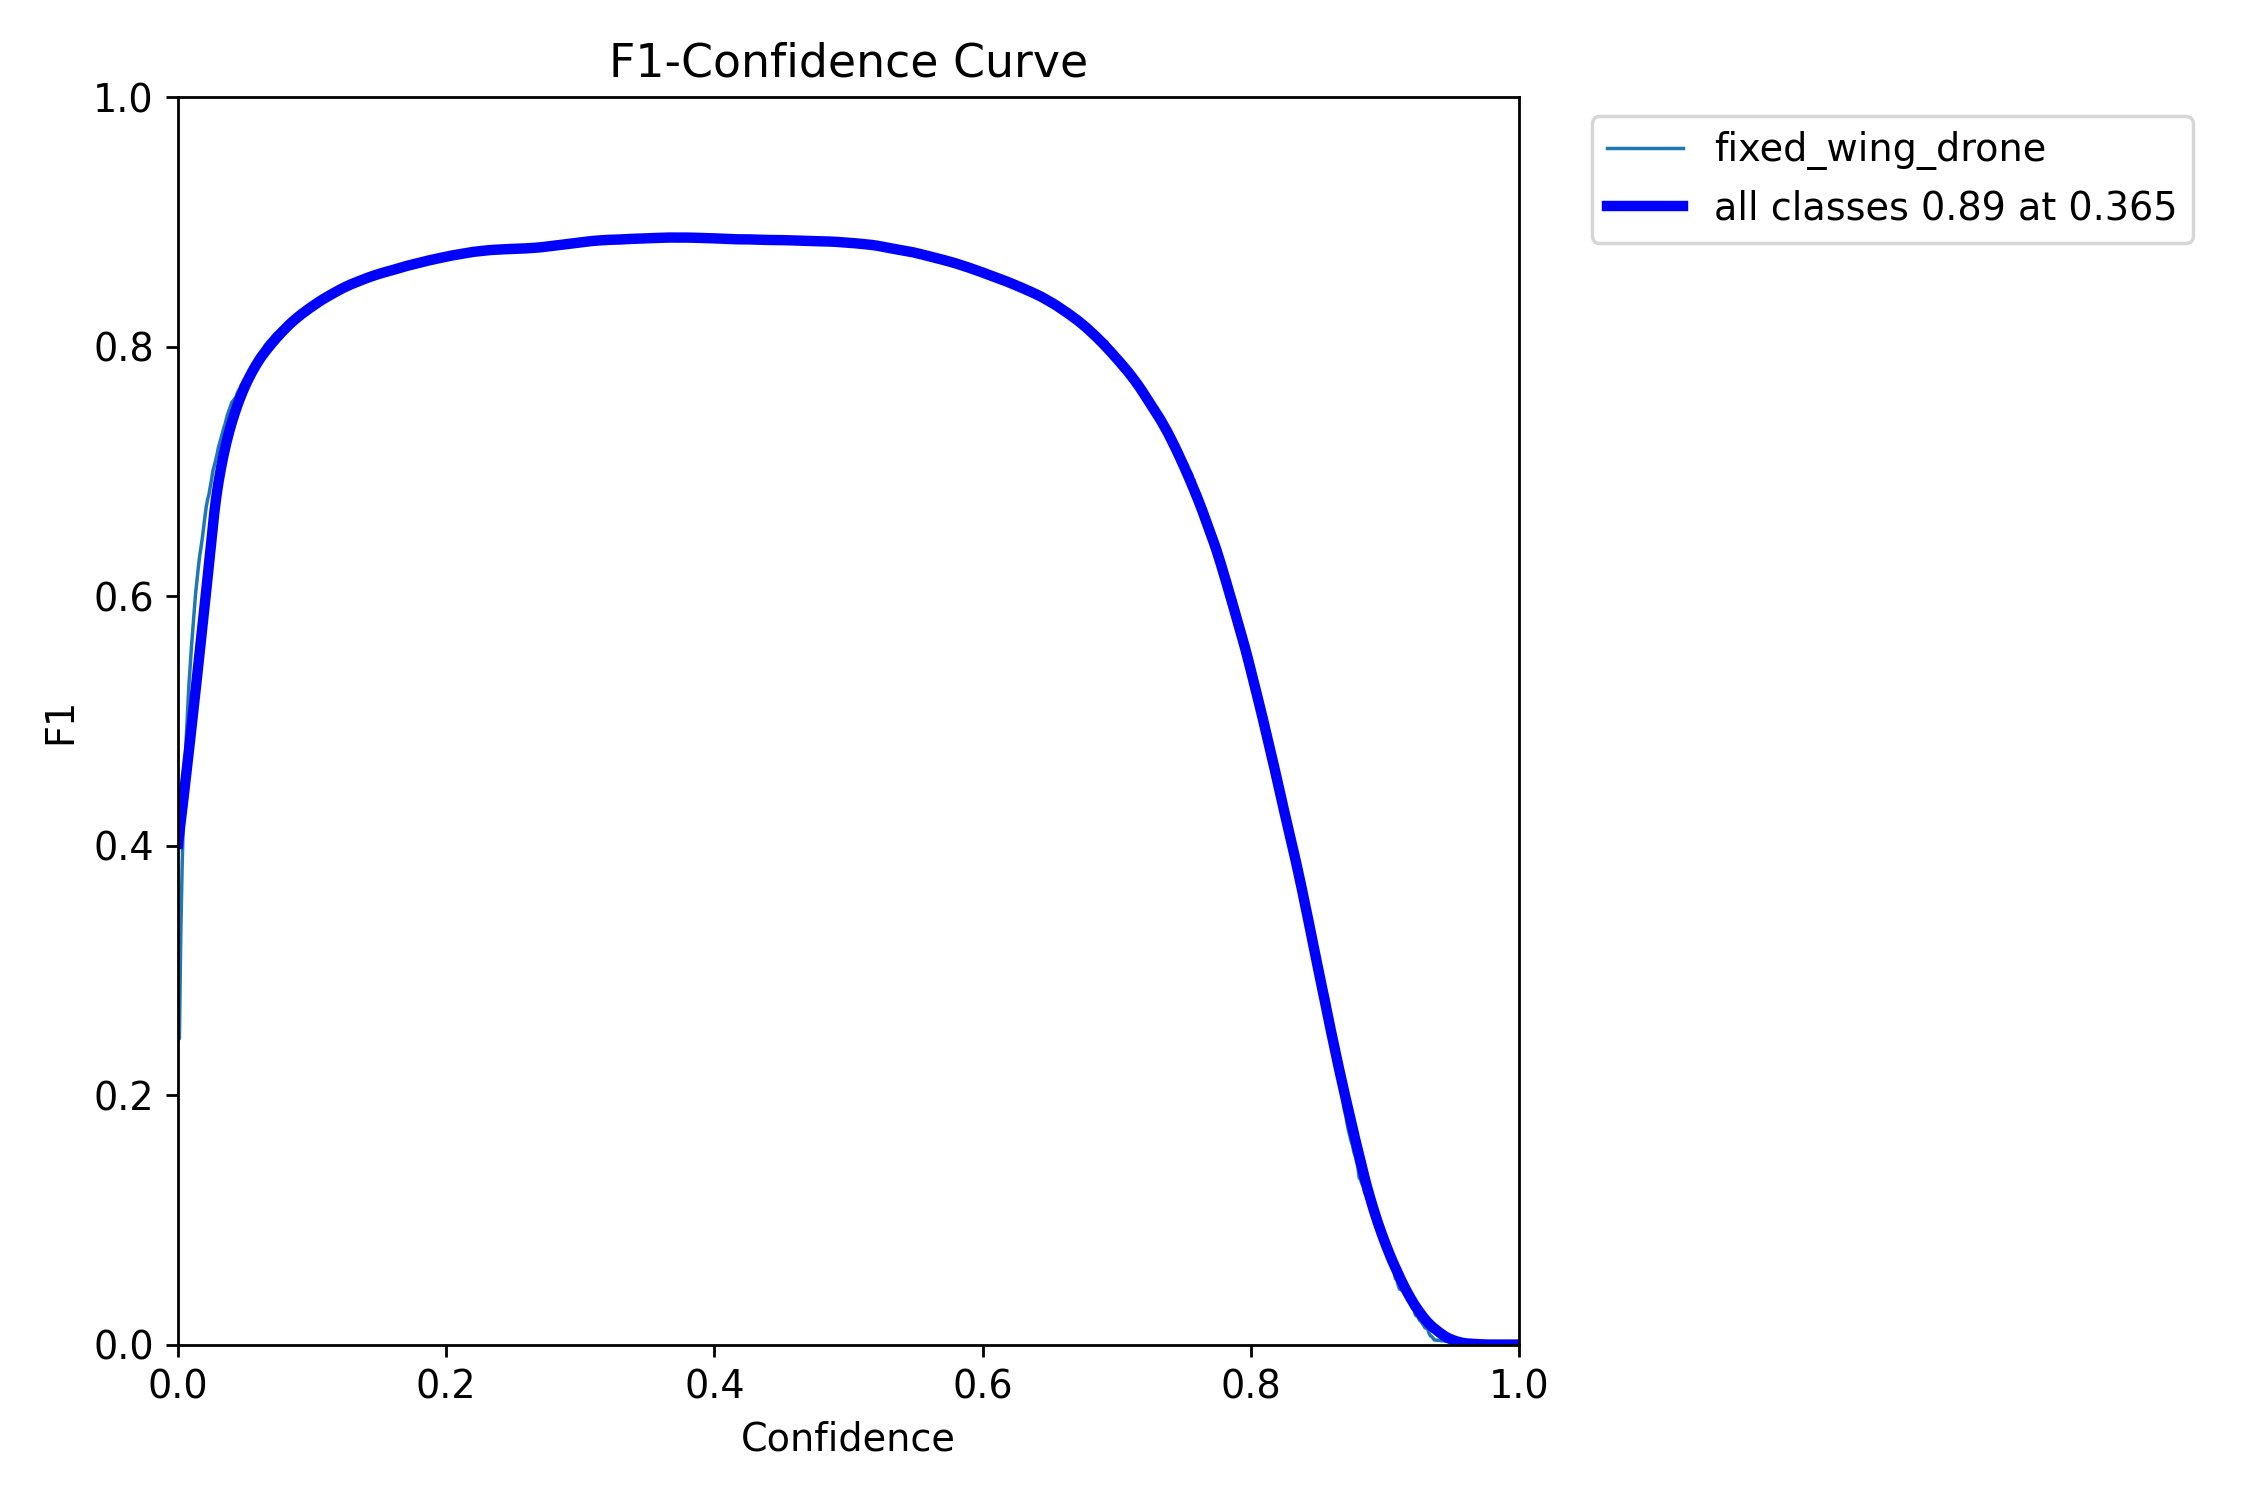 F1-Confidence Curve
1.0
0.8
0.6
0.4
0.2
0.0
F1
0.0 0.2 0.4 0.6 0.8 1.0
Confidence
fixed_wing_drone
all classes 0.89 at 0.365